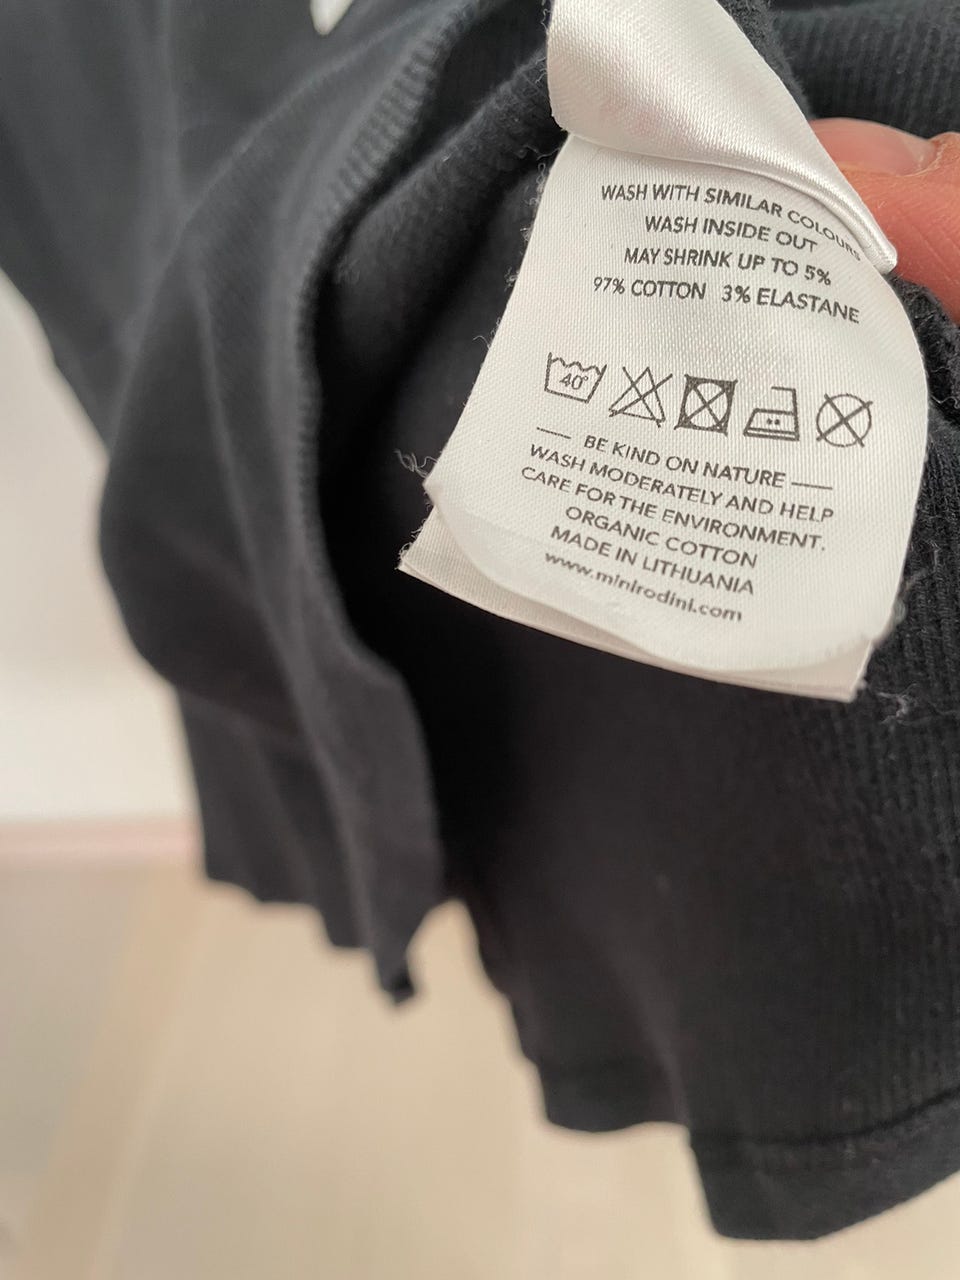 WASH WITH SIMILAR COLOURS
WASH INSIDE OUT
MAY SHRINK UP TO 5%
97% COTTON 3% ELASTANE
40°
BE KIND ON NATURE
WASH MODERATELY AND HELP
CARE FOR THE ENVIRONMENT.
ORGANIC COTTON
MADE IN LITHUANIA
www.minirodini.com